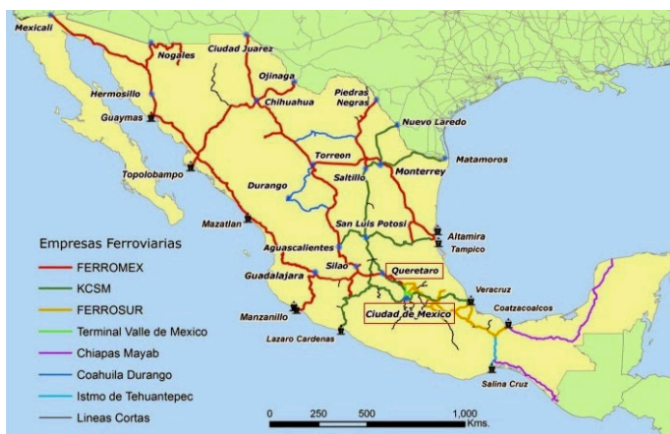 Mexicali
Nogales
Ciudad Juarez
Ojinaga
Hermosillo
Chihuahua
Piedras
Negras
Guaymas
Nuevo Laredo
Topolobampo
Torreon
Saltillo
Monterrey
Matamoros
Durango
Mazatlan
San Luis Potosi
Altamira
Tampico
Aguascalientes
Silao
Queretaro
Guadalajara
Veracruz
Coatzacoalcos
Manzanillo
Ciudad de Mexico
Lazaro Cardenas
Salina Cruz
Empresas Ferroviarias
FERROMEX
KCSM
FERROSUR
Terminal Valle de Mexico
Chiapas Mayab
Coahuila Durango
Istmo de Tehuantepec
Lineas Cortas
0 250 500 1,000
Kms.